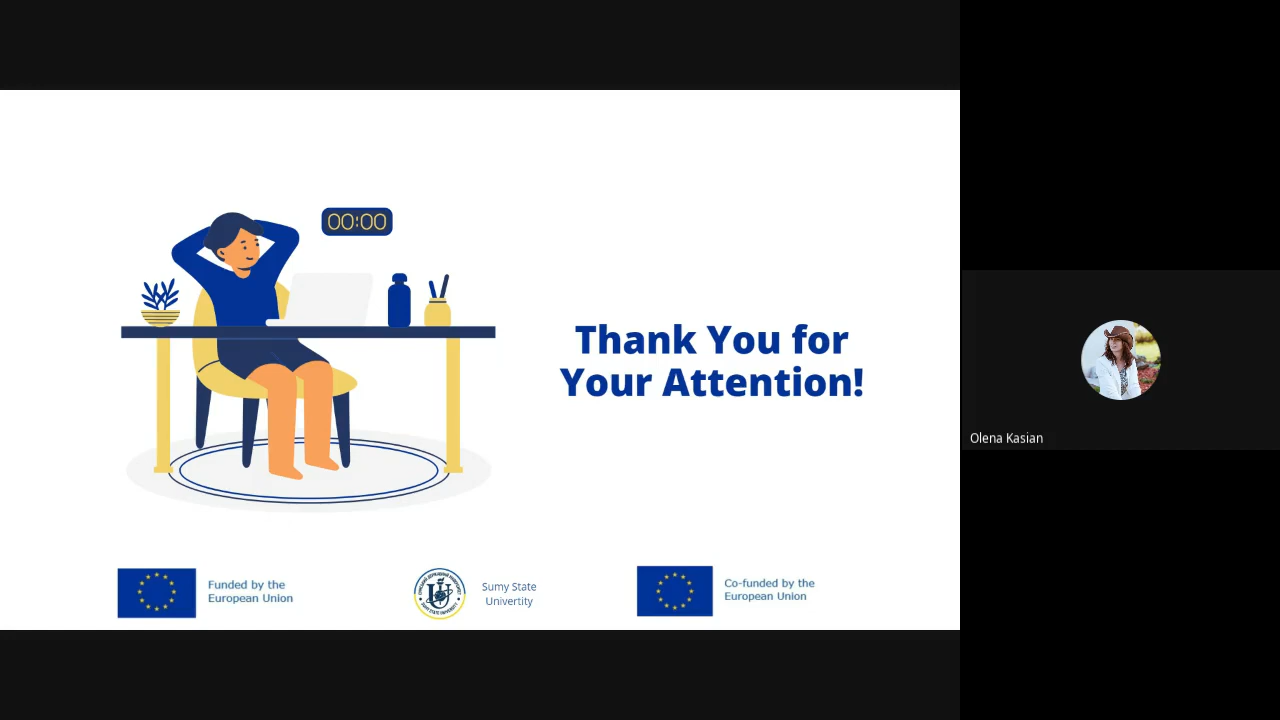 00:00
Thank You for
Your Attention!
Olena Kasian
Funded by the
European Union
Sumy State
Univertity
Co-funded by the
European Union